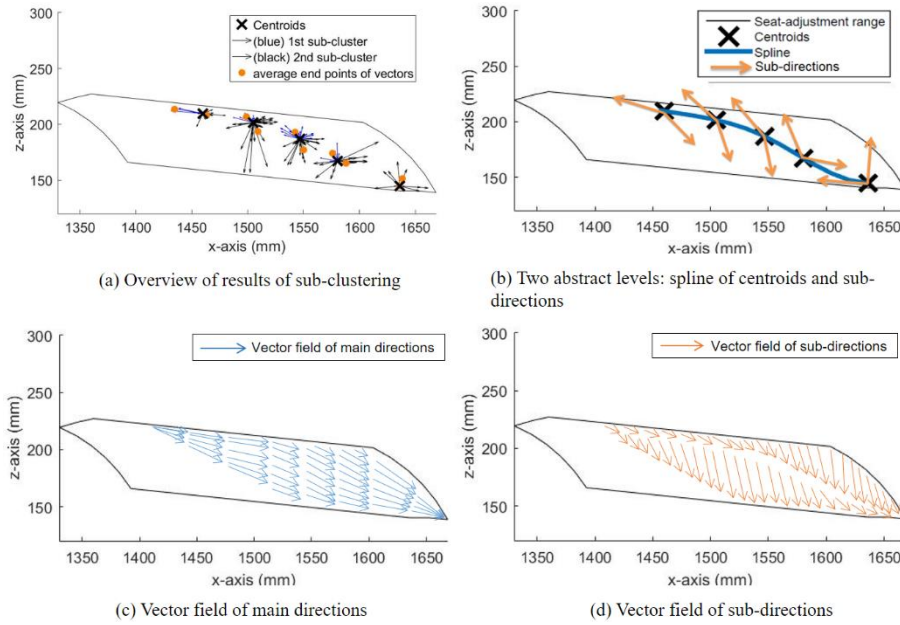 300
250
200
150
z-axis (mm)
Centroids
(blue) 1st sub-cluster
(black) 2nd sub-cluster
average end points of vectors
1350 1400 1450 1500 1550 1600 1650
x-axis (mm)
(a) Overview of results of sub-clustering
300
250
200
150
z-axis (mm)
Seat-adjustment range
Centroids
Spline
Sub-directions
1350 1400 1450 1500 1550 1600 1650
x-axis (mm)
(b) Two abstract levels: spline of centroids and sub-
directions
300
250
200
150
z-axis (mm)
Vector field of main directions
1350 1400 1450 1500 1550 1600 1650
x-axis (mm)
(c) Vector field of main directions
300
250
200
150
z-axis (mm)
Vector field of sub-directions
1350 1400 1450 1500 1550 1600 1650
x-axis (mm)
(d) Vector field of sub-directions